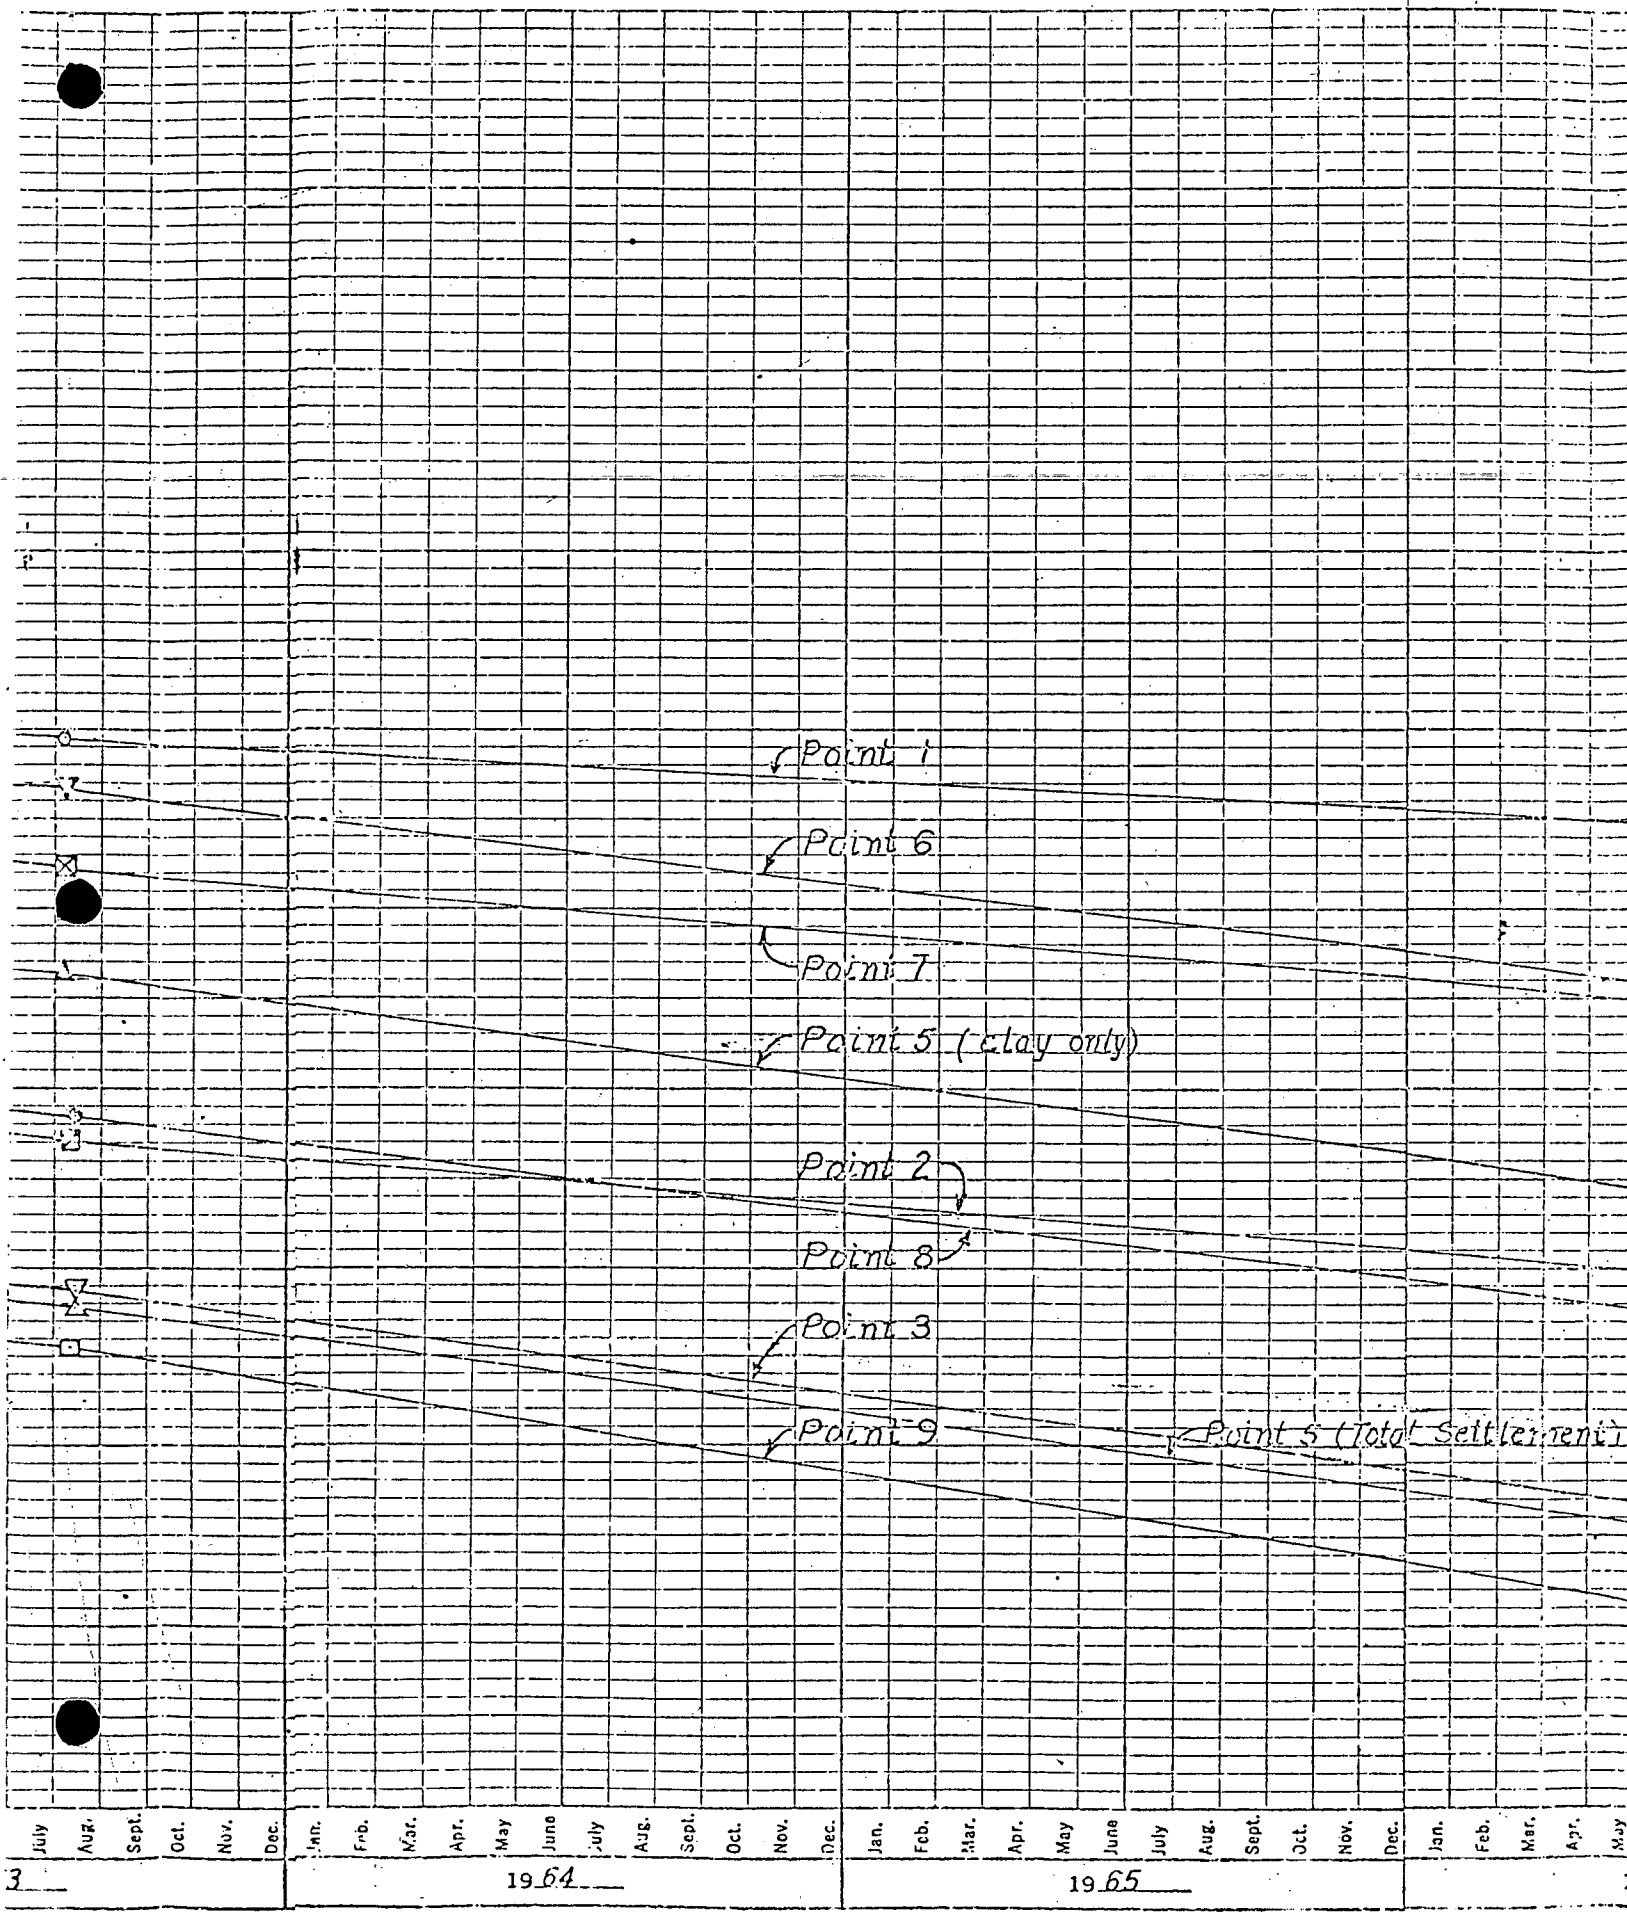 Point 1
Point 6
Point 7
Point 5 (clay only)
Point 2
Point 8
Point 3
Point 9
Point 5 (Total Settlement)
July Aug. Sept. Oct. Nov. Dec. Jan. Feb. Mar. Apr. May June July Aug. Sept. Oct. Nov. Dec. Jan. Feb. Mar. Apr. May June July Aug. Sept. Oct. Nov. Dec. Jan. Feb. Mar. Apr. May
3 1964 1965